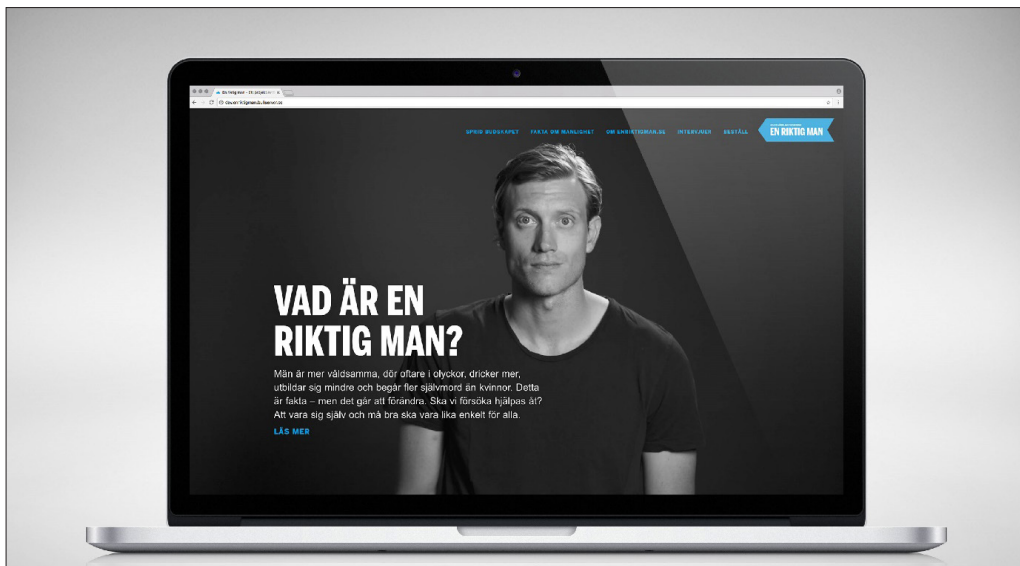 SPRID BUDSKAPET FAKTA OM MANLIGHET OM ENRIKTIGMAN.SE INTERVJUER BESTÄLL
EN RIKTIG MAN
VAD ÄR EN
RIKTIG MAN?
Män är mer våldsamma, dör oftare i olyckor, dricker mer,
utbildar sig mindre och begår fler självmord än kvinnor. Detta
är fakta – men det går att förändra. Ska vi försöka hjälpas åt?
Att vara sig själv och må bra ska vara lika enkelt för alla.
LÄS MER